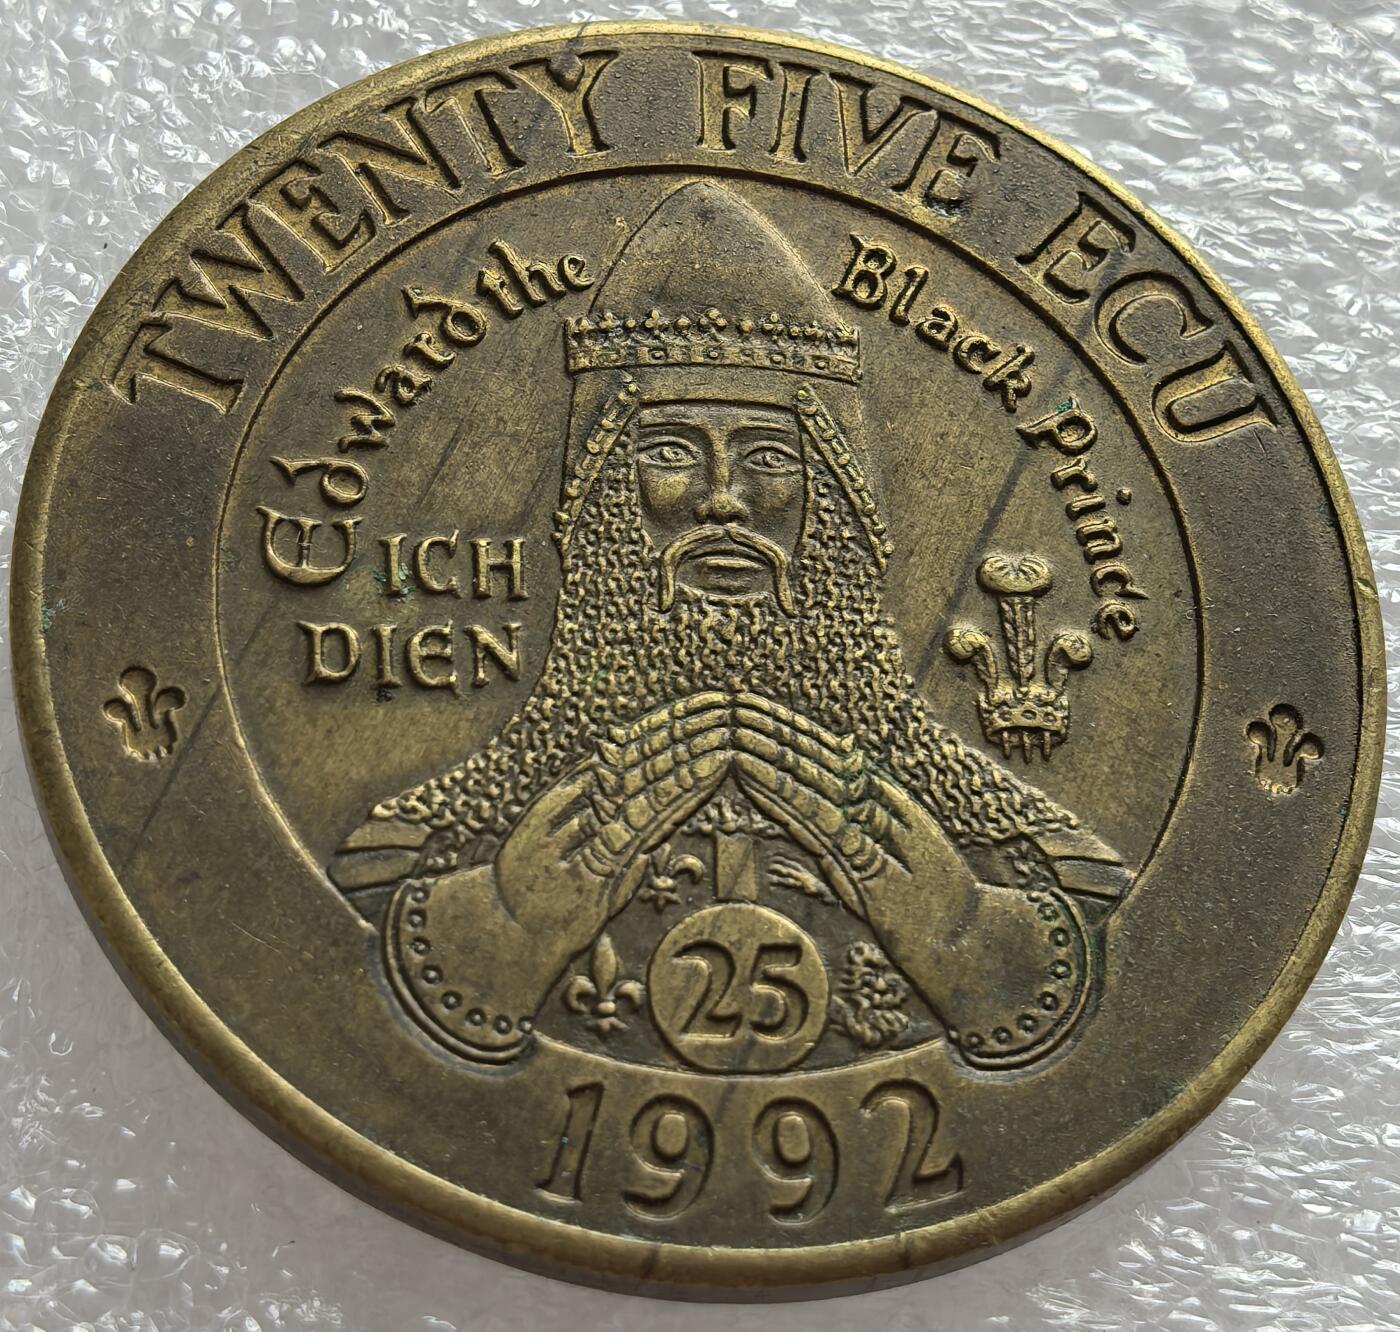 TWENTY FIVE ECU
Edward the Black Prince
ICH
DIEN
25
1992